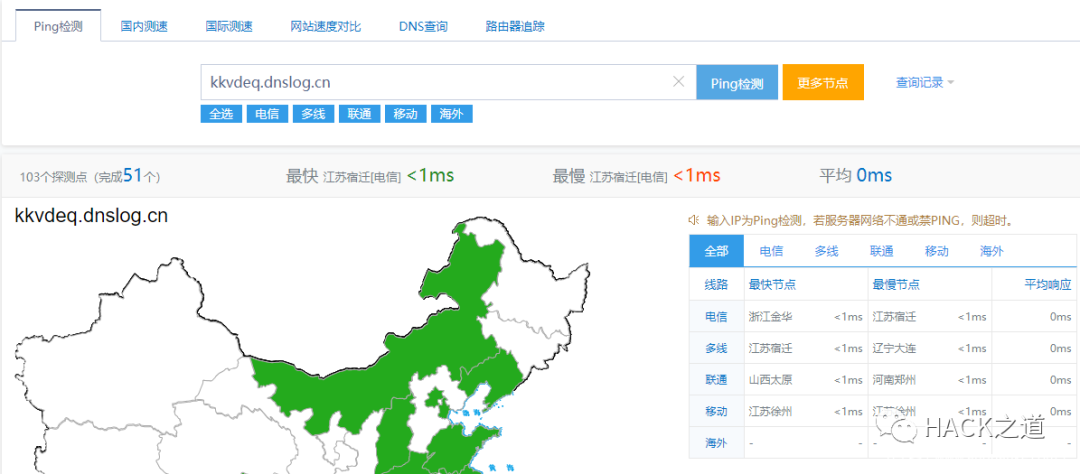 Ping检测 国内测速 国际测速 网站速度对比 DNS查询 路由器追踪
kkvdeq.dnslog.cn Ping检测 更多节点 查询记录
全选 电信 多线 联通 移动 海外
103个探测点 (完成51个) 最快 江苏宿迁[电信] <1ms 最慢 江苏宿迁[电信] <1ms 平均 0ms
kkvdeq.dnslog.cn
输入IP为Ping检测，若服务器网络不通或禁PING，则超时。
全部 电信 多线 联通 移动 海外
线路 最快节点 最慢节点 平均响应
电信 浙江金华 <1ms 江苏宿迁 <1ms 0ms
多线 江苏宿迁 <1ms 辽宁大连 <1ms 0ms
联通 山西太原 <1ms 河南郑州 <1ms 0ms
移动 江苏徐州 <1ms <1ms 0ms
海外 - - - -
HACK之道
渤 海
黄 海